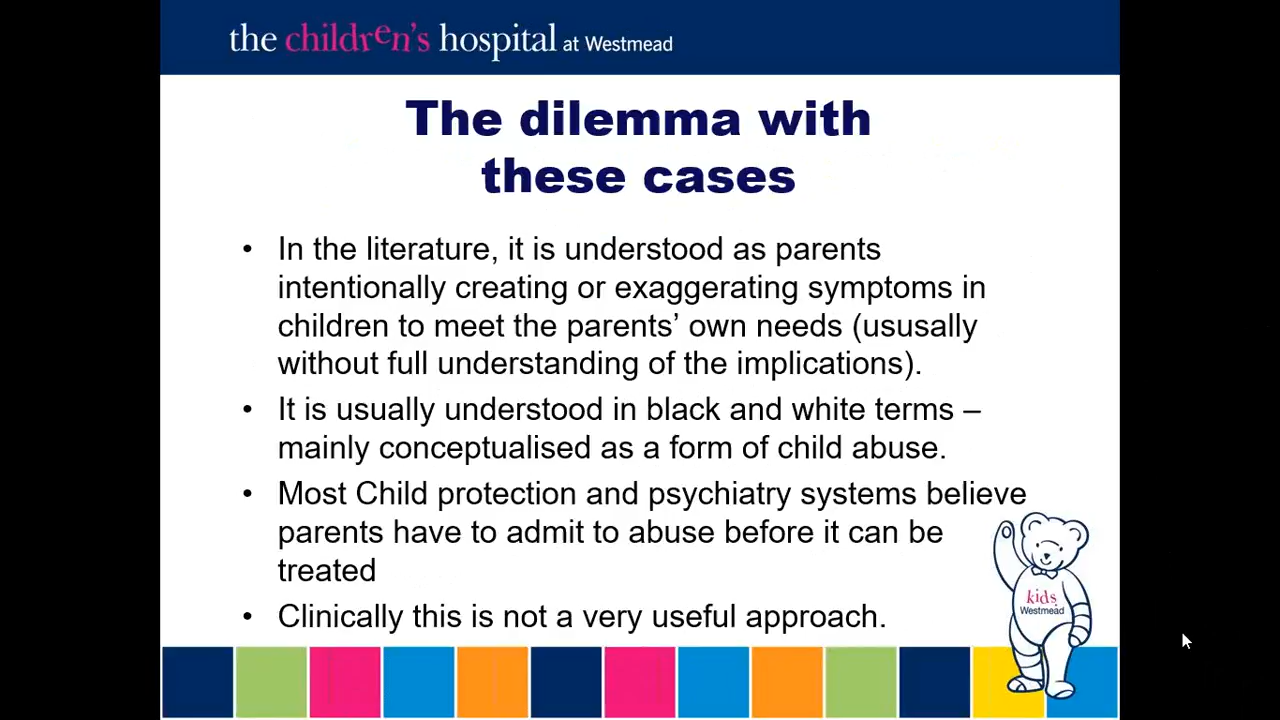 the children's hospital at Westmead
The dilemma with
these cases
• In the literature, it is understood as parents
intentionally creating or exaggerating symptoms in
children to meet the parents’ own needs (ususally
without full understanding of the implications).
• It is usually understood in black and white terms –
mainly conceptualised as a form of child abuse.
• Most Child protection and psychiatry systems believe
parents have to admit to abuse before it can be
treated
• Clinically this is not a very useful approach.
kids
Westmead